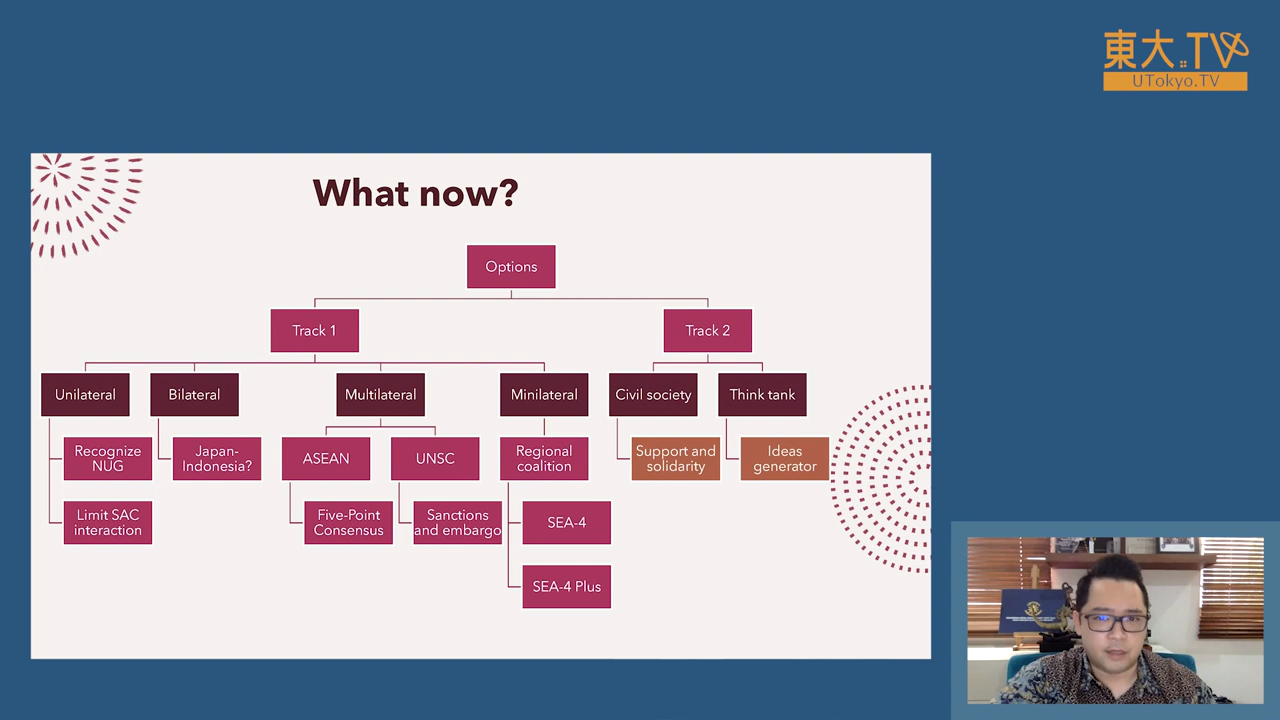 東大TV
UTokyo.TV
What now?
Options
Track 1
Track 2
Unilateral
Bilateral
Multilateral
Minilateral
Civil society
Think tank
Recognize
NUG
Japan-
Indonesia?
ASEAN
UNSC
Regional
coalition
Support and
solidarity
Ideas
generator
Limit SAC
interaction
Five-Point
Consensus
Sanctions
and embargo
SEA-4
SEA-4 Plus